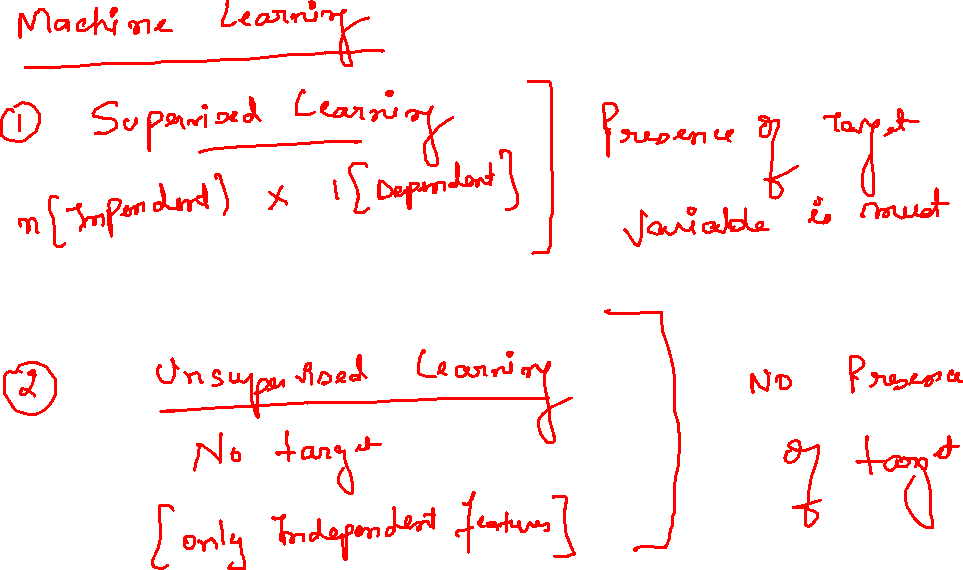 Machine Learning
① Supervised Learning
n [Inpendend) x 1 [Dependent]
Presence of Target
variable is must
② Unsupervised Learning
No target
[only Independent features]
NO Presence
of target